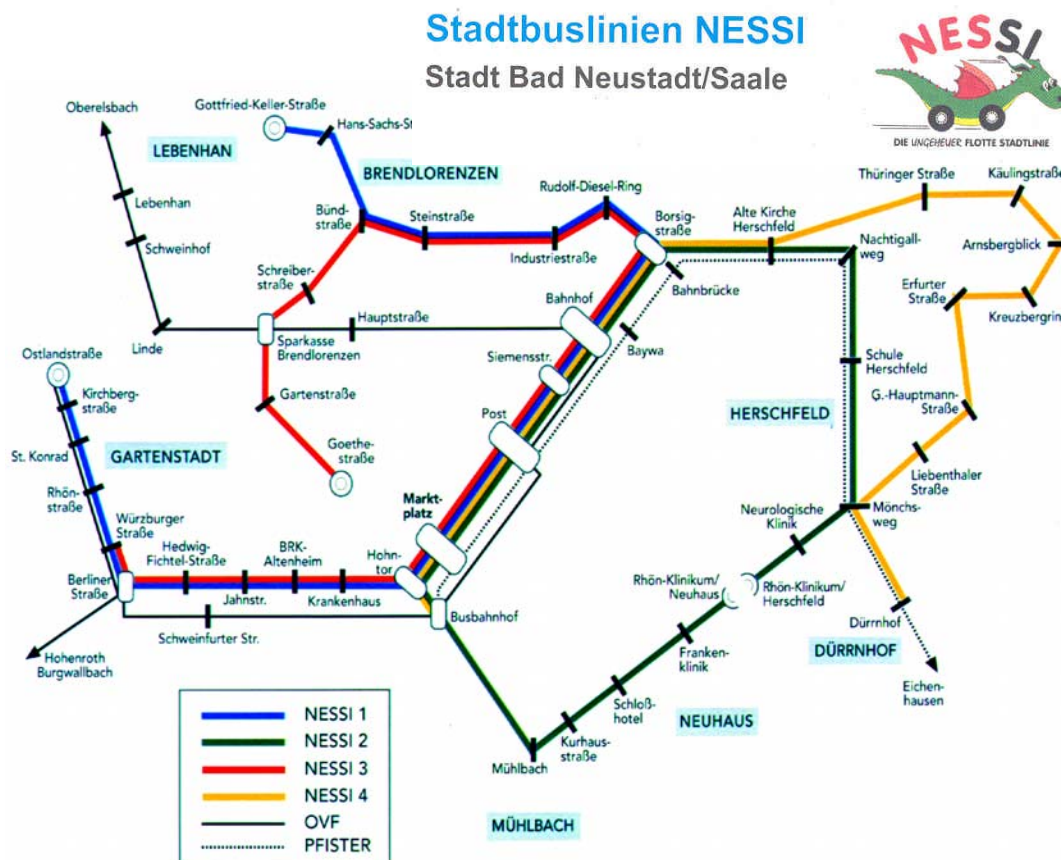 Stadtbuslinien NESSI
Stadt Bad Neustadt/Saale
NESSI
DIE UNGEHEUER FLOTTE STADTLINIE
Oberelsbach
Gottfried-Keller-Straße
Hans-Sachs-St
LEBENHAN
BRENDLORENZEN
Lebenhan
Schweinhof
Bünd-
straße
Steinstraße
Rudolf-Diesel-Ring
Industriestraße
Borsig-
straße
Alte Kirche
Herschfeld
Thüringer Straße
Käulingstraße
Nachtigall-
weg
Arnsbergblick
Erfurter
Straße
Kreuzbergrin
Schreiber-
straße
Bahnhof
Bahnbrücke
Linde
Hauptstraße
Sparkasse
Brendlorenzen
Baywa
Siemensstr.
Schule
Herschfeld
G.-Hauptmann-
Straße
Ostlandstraße
Kirchberg-
straße
Gartenstraße
St. Konrad
GARTENSTADT
Post
HERSCHFELD
Goethe-
straße
Rhön-
straße
Liebenthaler
Straße
Markt-
platz
Neurologische
Klinik
Mönchs-
weg
Würzburger
Straße
Hedwig-
Fichtel-Straße
BRK-
Altenheim
Hohn-
tor
Berliner
Straße
Jahnstr.
Krankenhaus
Rhön-Klinikum/
Neuhaus
Rhön-Klinikum/
Herschfeld
Schweinfurter Str.
Busbahnhof
Dürrnhof
Hohenroth
Burgwallbach
Franken-
klinik
DÜRRNHOF
Eichen-
hausen
Schloß-
hotel
NEUHAUS
Kurhaus-
straße
Mühlbach
MÜHLBACH
NESSI 1
NESSI 2
NESSI 3
NESSI 4
OVF
PFISTER